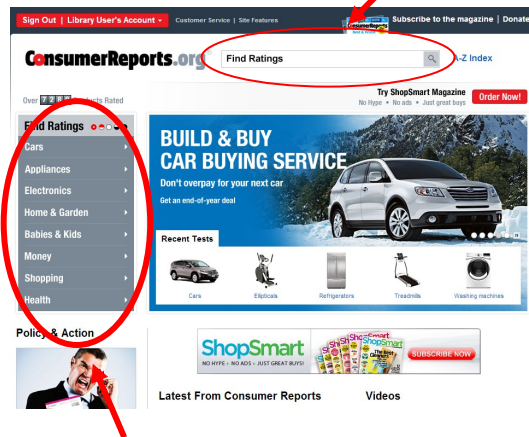 Sign Out | Library User's Account
Customer Service | Site Features
Subscribe to the magazine | Donate
ConsumerReports
ConsumerReports.org
Find Ratings
A-Z Index
Over 728 Products Rated
Try ShopSmart Magazine
No Hype • No ads • Just great buys
Order Now!
Find Ratings
Cars
Appliances
Electronics
Home & Garden
Babies & Kids
Money
Shopping
Health
BUILD & BUY
CAR BUYING SERVICE
Don't overpay for your next car
Get an end-of-year deal
Recent Tests
Cars
Ellipticals
Refrigerators
Treadmills
Washing machines
Policy & Action
ShopSmart
NO HYPE + NO ADS + JUST GREAT BUYS!
ShopSmart
SUBSCRIBE NOW
Latest From Consumer Reports
Videos